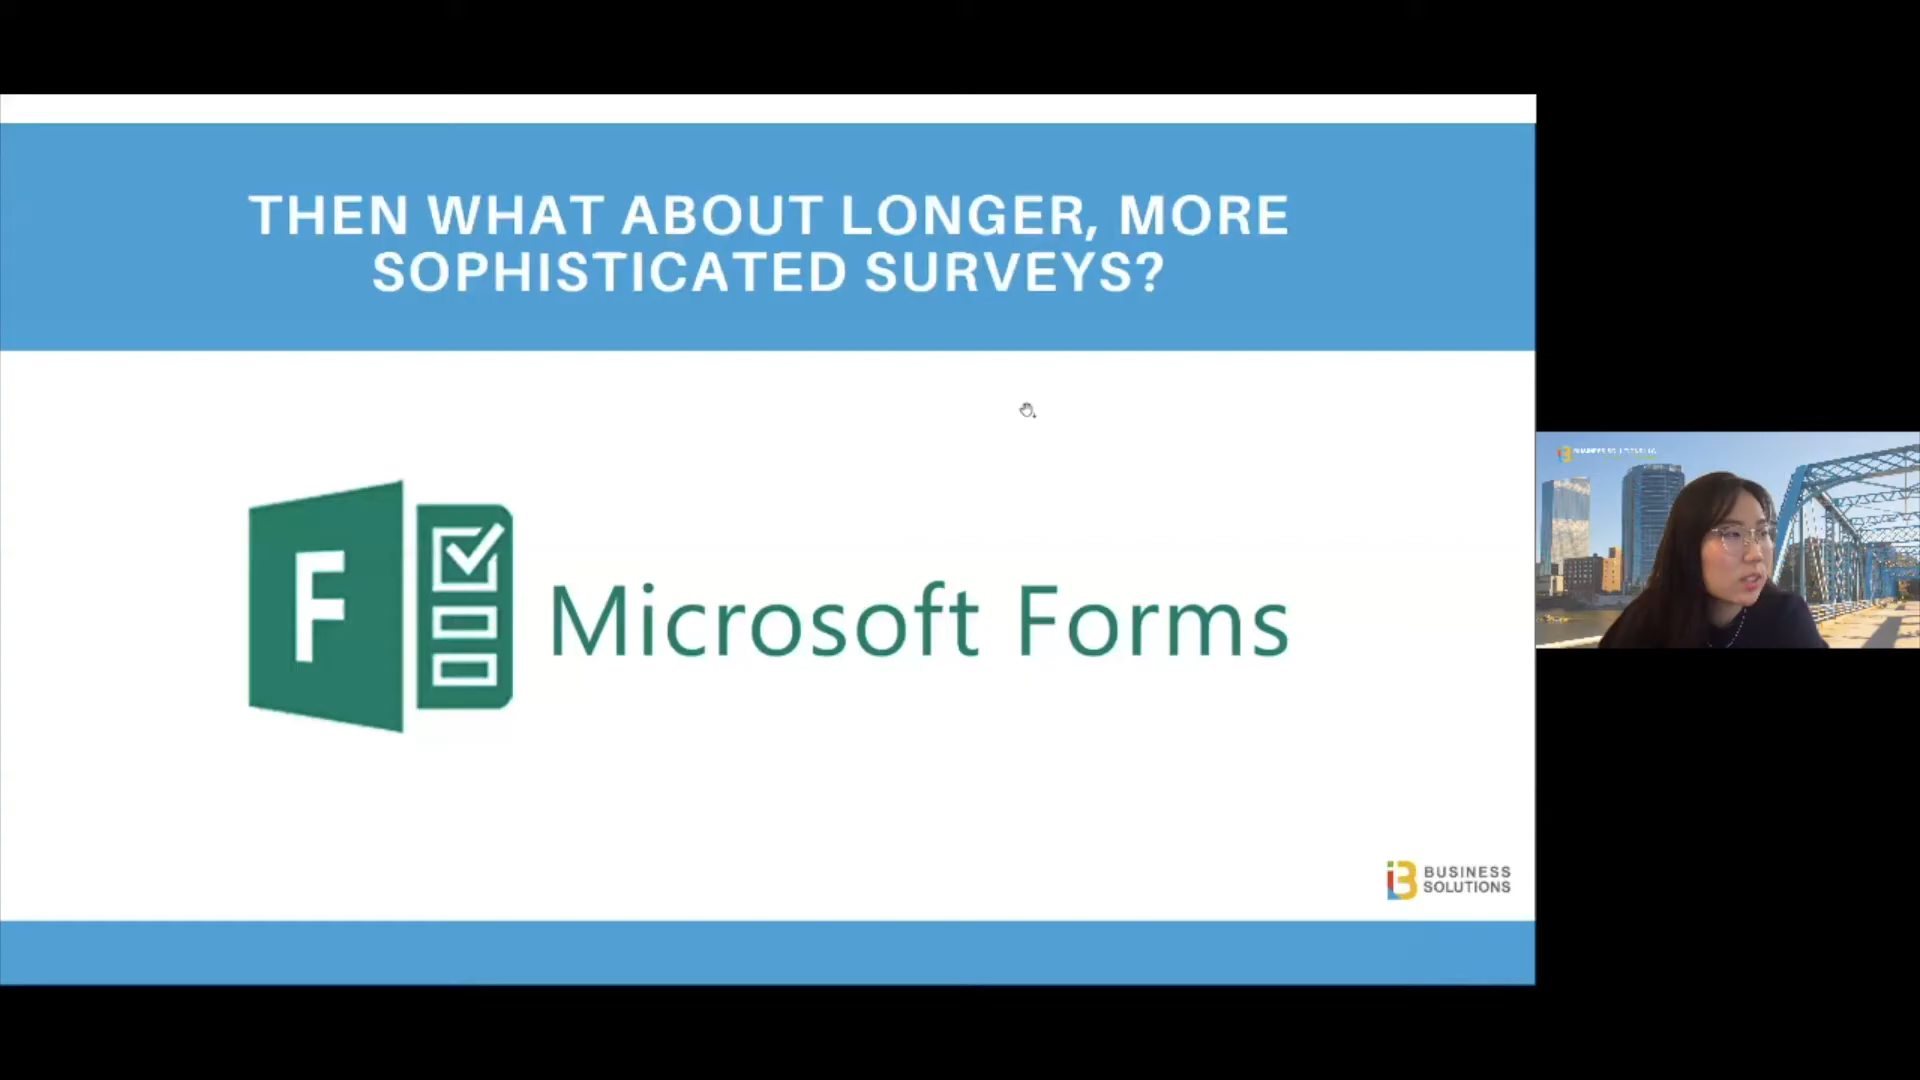 THEN WHAT ABOUT LONGER, MORE
SOPHISTICATED SURVEYS?
F
Microsoft Forms
BUSINESS
SOLUTIONS